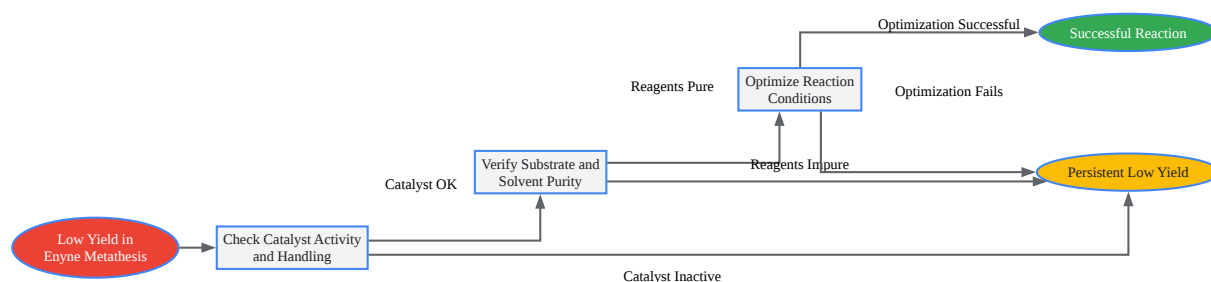 Optimization Successful
Successful Reaction
Reagents Pure
Optimize Reaction
Conditions
Optimization Fails
Catalyst OK
Verify Substrate and
Solvent Purity
Reagents Impure
Persistent Low Yield
Low Yield in
Enyne Metathesis
Check Catalyst Activity
and Handling
Catalyst Inactive